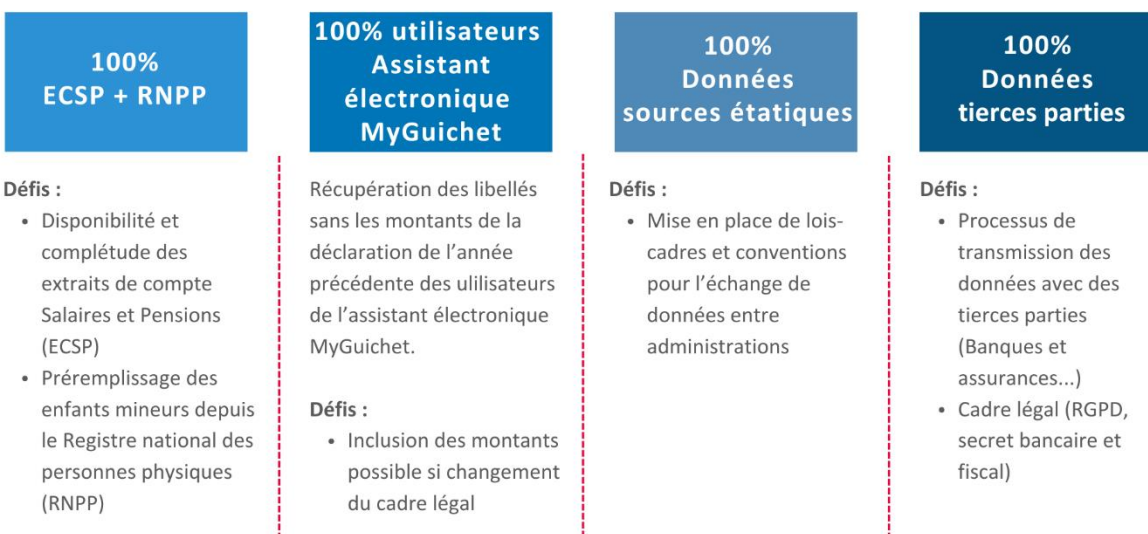 100%
ECSP + RNPP
Défis :
• Disponibilité et
complétude des
extraits de compte
Salaires et Pensions
(ECSP)
• Préremplissage des
enfants mineurs depuis
le Registre national des
personnes physiques
(RNPP)
100% utilisateurs
Assistant
électronique
MyGuichet
Récupération des libellés
sans les montants de la
déclaration de l’année
précédente des ulilisateurs
de l’assistant électronique
MyGuichet.
Défis :
• Inclusion des montants
possible si changement
du cadre légal
100%
Données
sources étatiques
Défis :
• Mise en place de lois-
cadres et conventions
pour l’échange de
données entre
administrations
100%
Données
tierces parties
Défis :
• Processus de
transmission des
données avec des
tierces parties
(Banques et
assurances...)
• Cadre légal (RGPD,
secret bancaire et
fiscal)